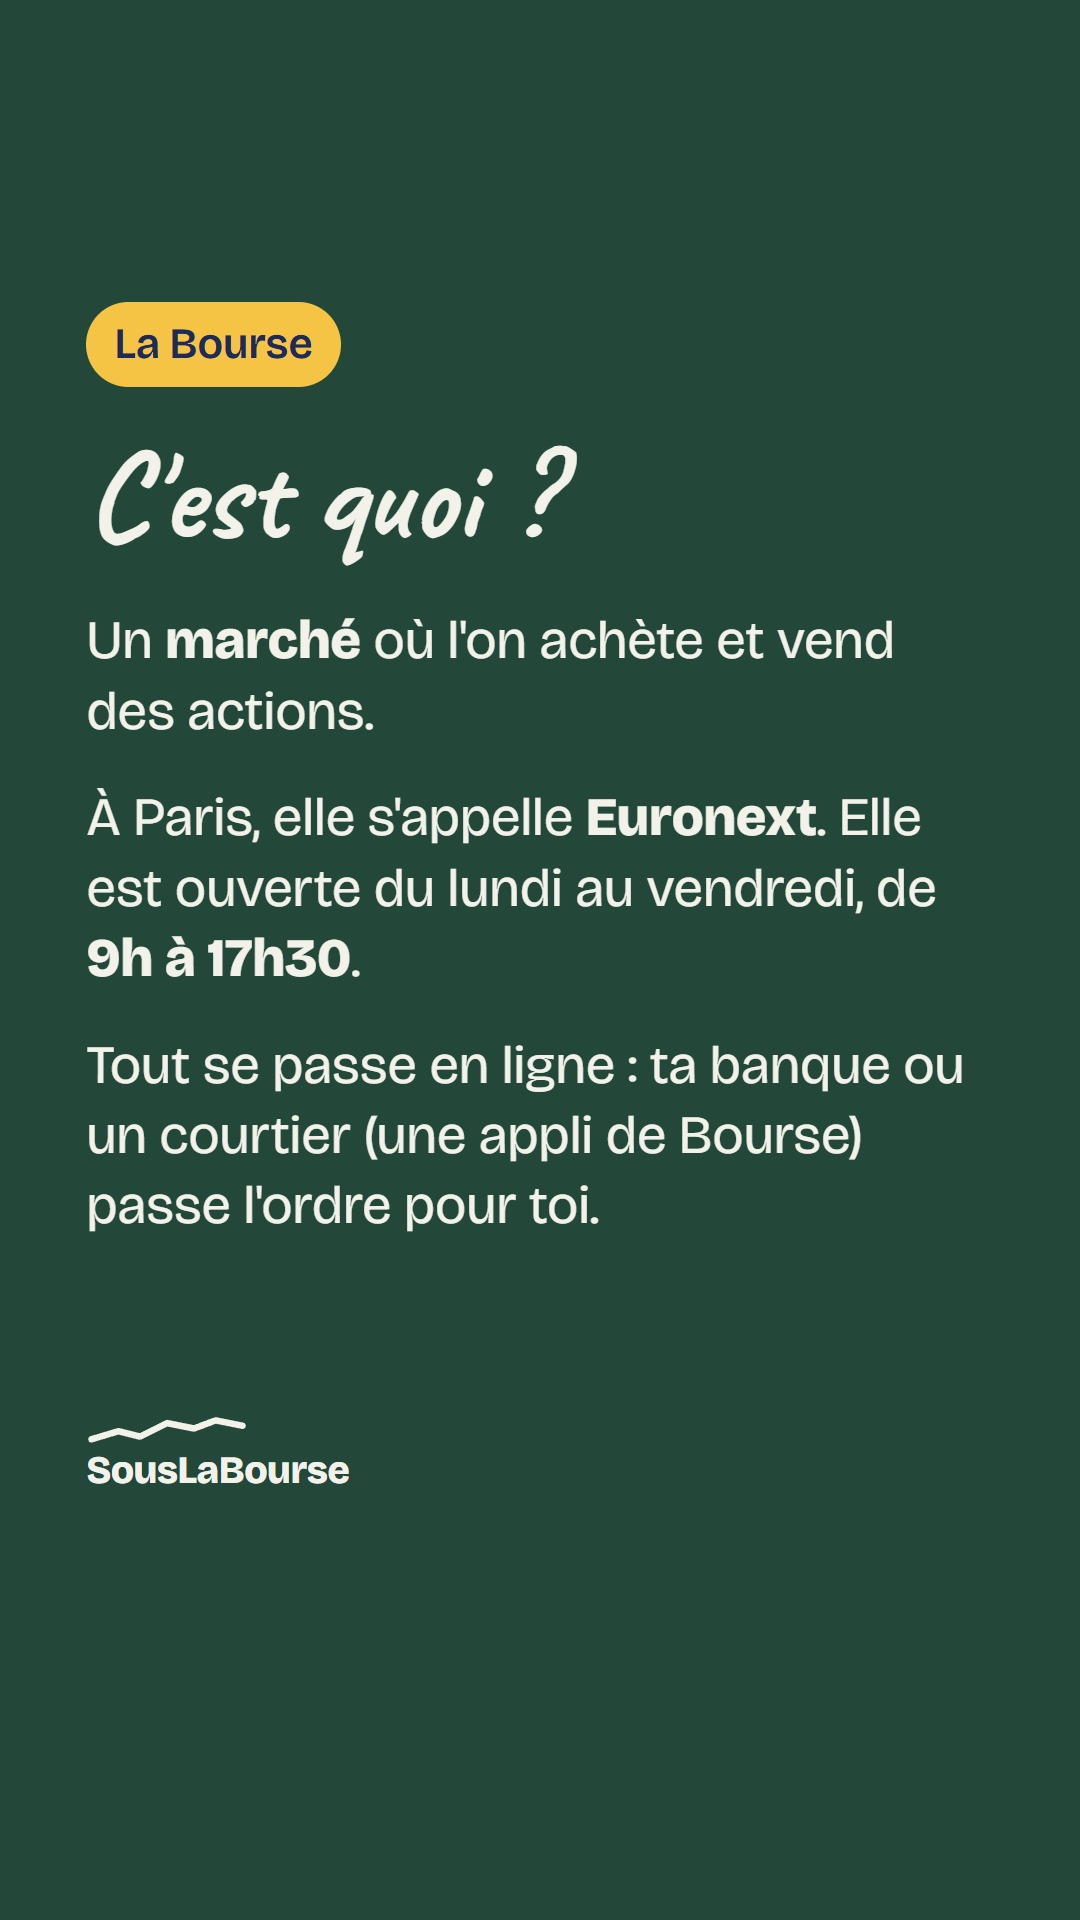 La Bourse
C'est quoi ?
Un marché où l'on achète et vend
des actions.
À Paris, elle s'appelle Euronext. Elle
est ouverte du lundi au vendredi, de
9h à 17h30.
Tout se passe en ligne : ta banque ou
un courtier (une appli de Bourse)
passe l'ordre pour toi.
SousLaBourse